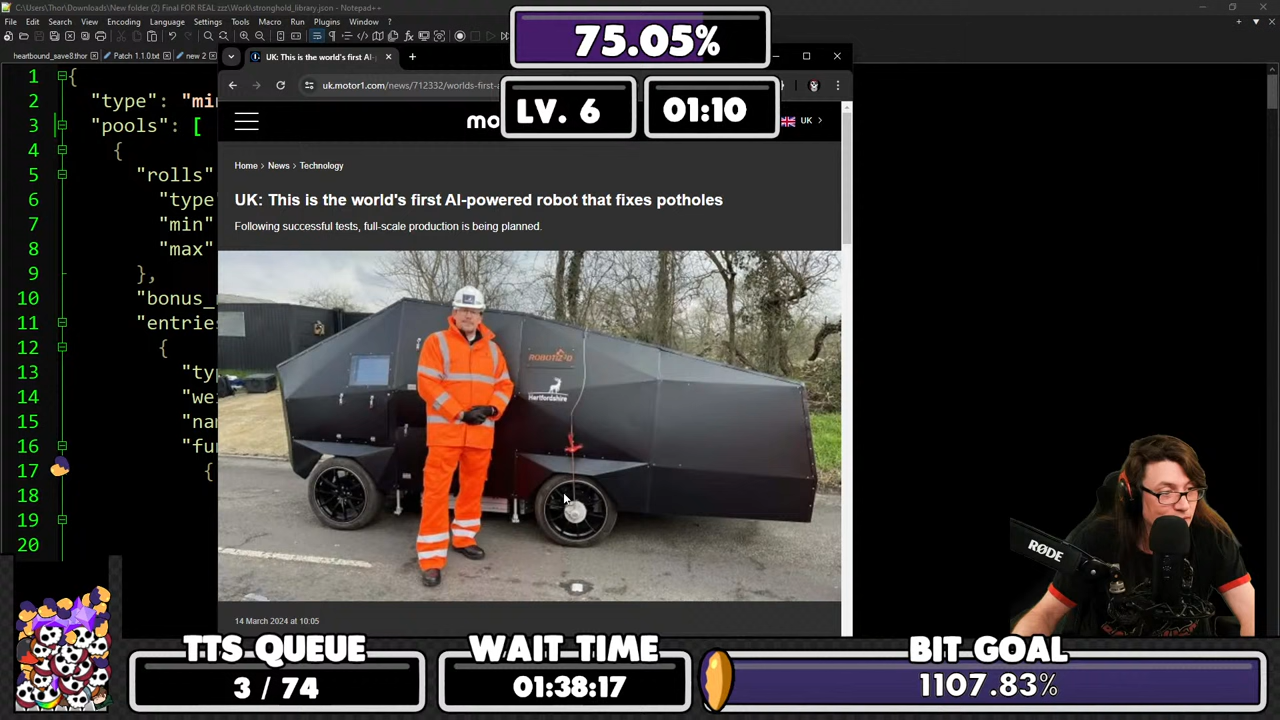 C:\Users\Thor\Downloads\New folder (2) Final FOR REAL zzz\Work\stronghold_library.json - Notepad++
File Edit Search View Encoding Language Settings Tools Macro Run Plugins Window ?
heartbound_save8.thor Patch 1.1.0.txt new 2
75.05%
LV. 6
01:10
UK: This is the world's first AI-
uk.motor1.com/news/712332/worlds-first-a
mo
UK
Home > News > Technology
UK: This is the world's first AI-powered robot that fixes potholes
Following successful tests, full-scale production is being planned.
ROBOTIZ3D
Hertfordshire
14 March 2024 at 10:05
1 {
2 "type": "mi
3 "pools": [
4 {
5 "rolls"
6 "type
7 "min"
8 "max"
9 },
10 "bonus_
11 "entrie
12 {
13 "typ
14 "we
15 "na
16 "fu
17 {
18
19
20
RØDE
TTS QUEUE
3 / 74
WAIT TIME
01:38:17
BIT GOAL
1107.83%